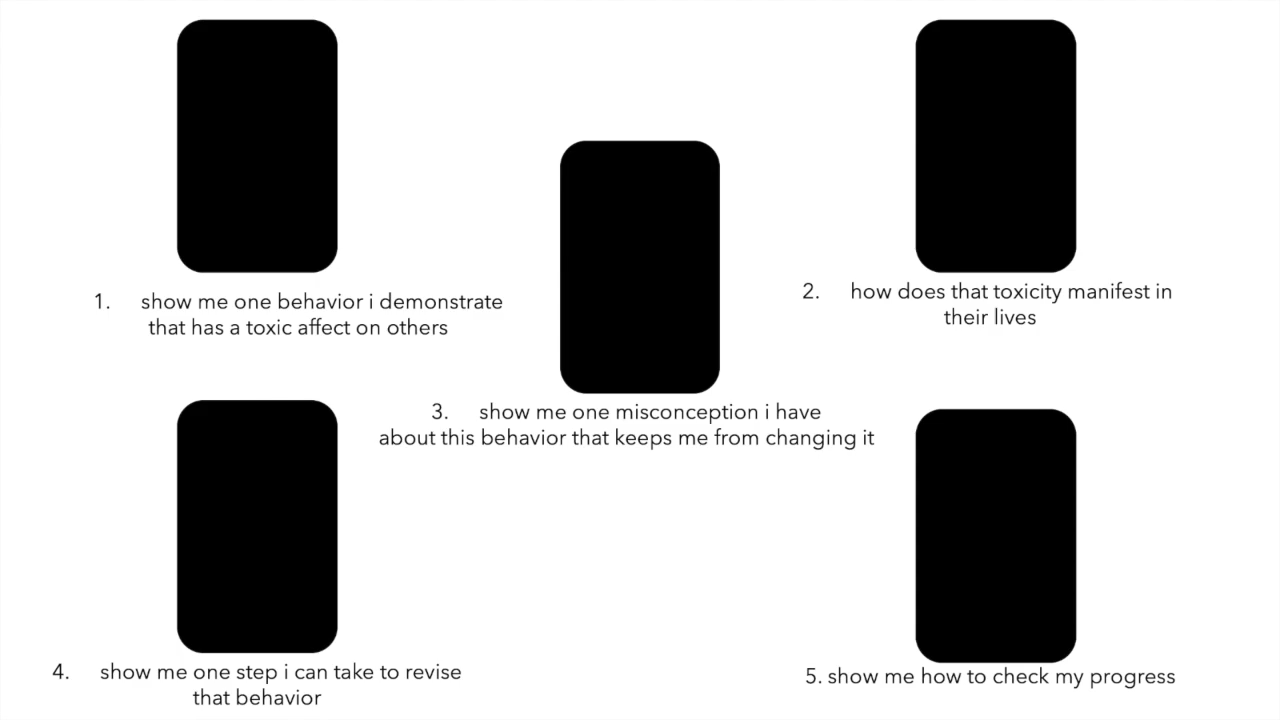 1. show me one behavior i demonstrate
that has a toxic affect on others
2. how does that toxicity manifest in
their lives
3. show me one misconception i have
about this behavior that keeps me from changing it
4. show me one step i can take to revise
that behavior
5. show me how to check my progress